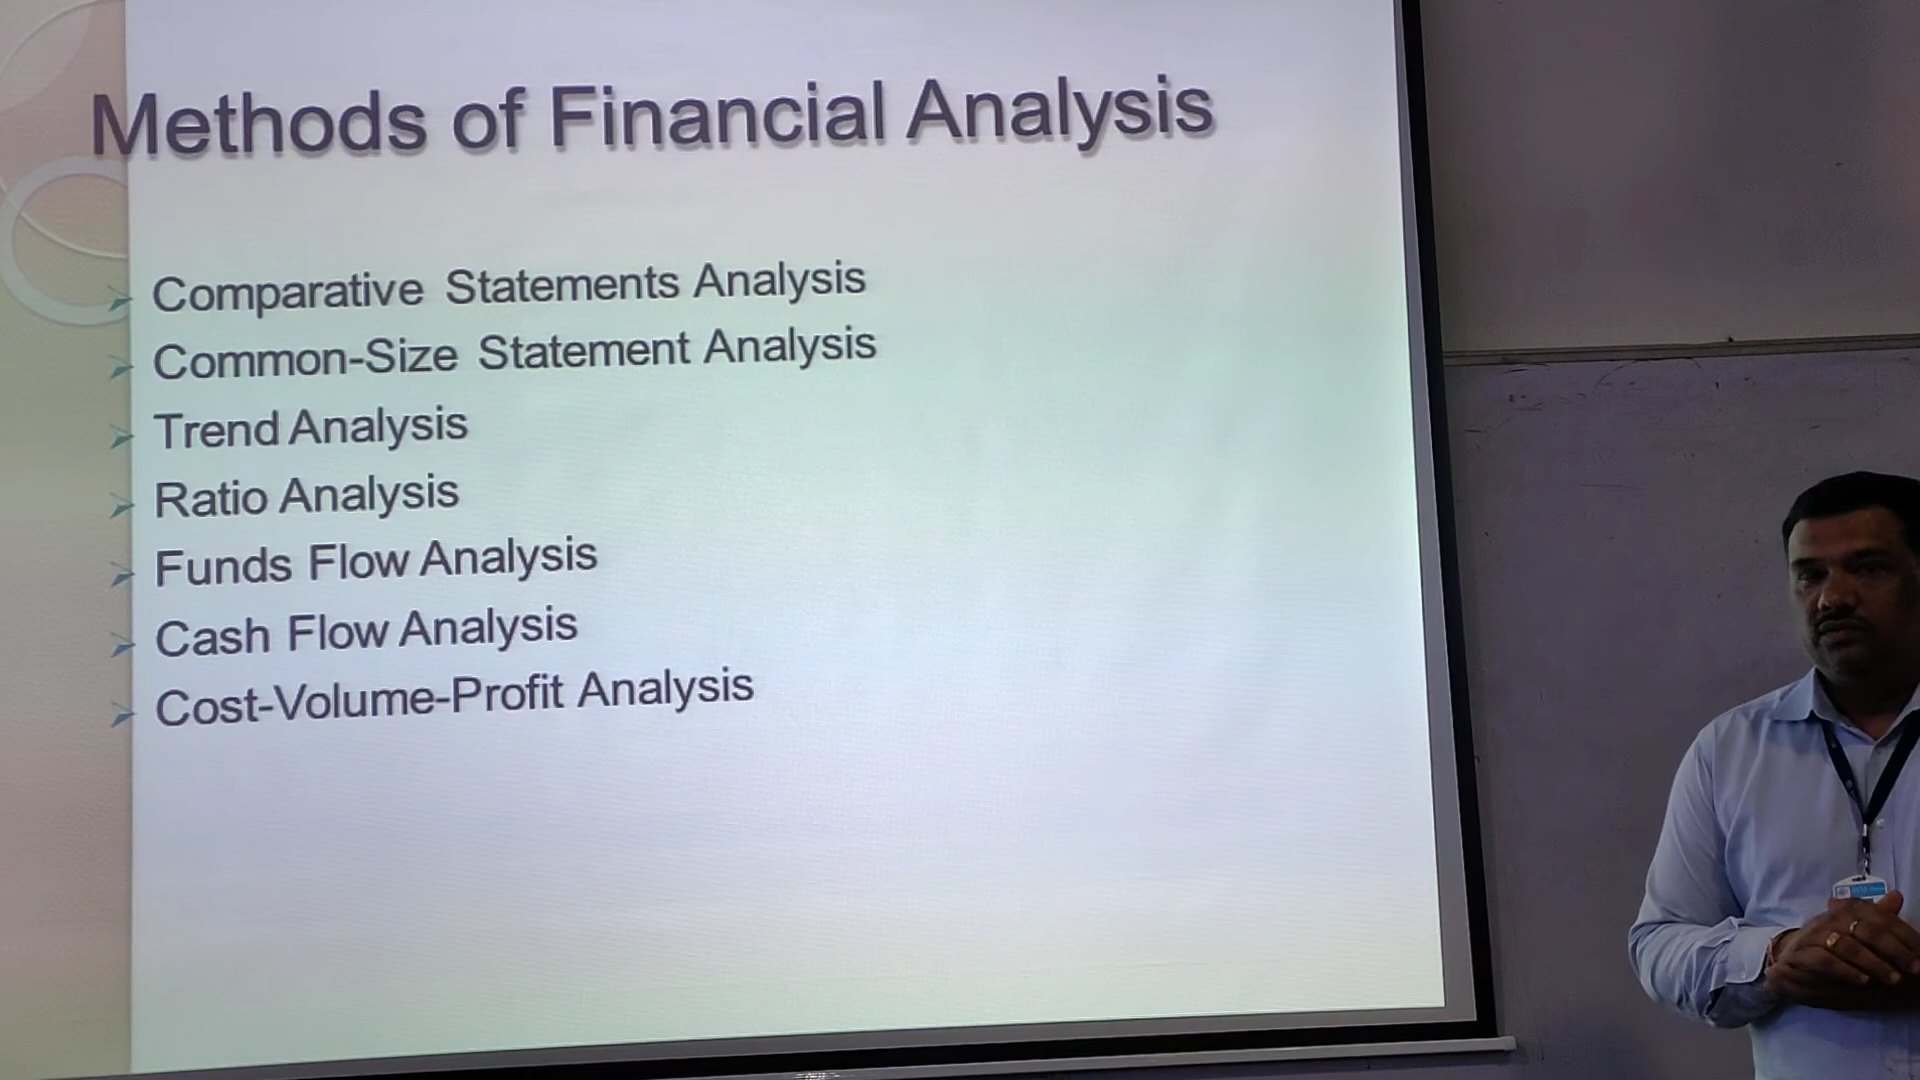 Methods of Financial Analysis
Comparative Statements Analysis
Common-Size Statement Analysis
Trend Analysis
Ratio Analysis
Funds Flow Analysis
Cash Flow Analysis
Cost-Volume-Profit Analysis